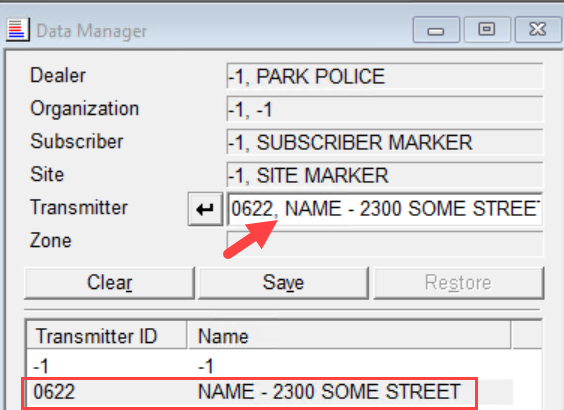 Data Manager
Dealer -1, PARK POLICE
Organization -1, -1
Subscriber -1, SUBSCRIBER MARKER
Site -1, SITE MARKER
Transmitter 0622, NAME - 2300 SOME STREET
Zone
Clear Save Restore
Transmitter ID Name
-1 -1
0622 NAME - 2300 SOME STREET